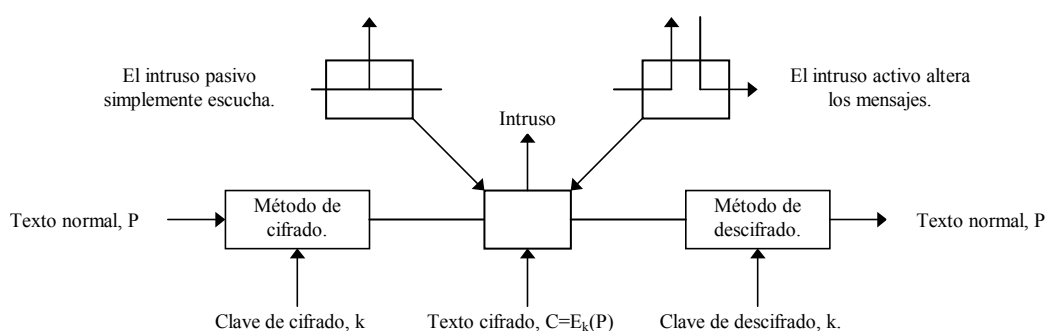 El intruso pasivo
simplemente escucha.
El intruso activo altera
los mensajes.
Intruso
Texto normal, P
Método de
cifrado.
Método de
descifrado.
Texto normal, P
Clave de cifrado, k
Texto cifrado, C=Eₖ(P)
Clave de descifrado, k.